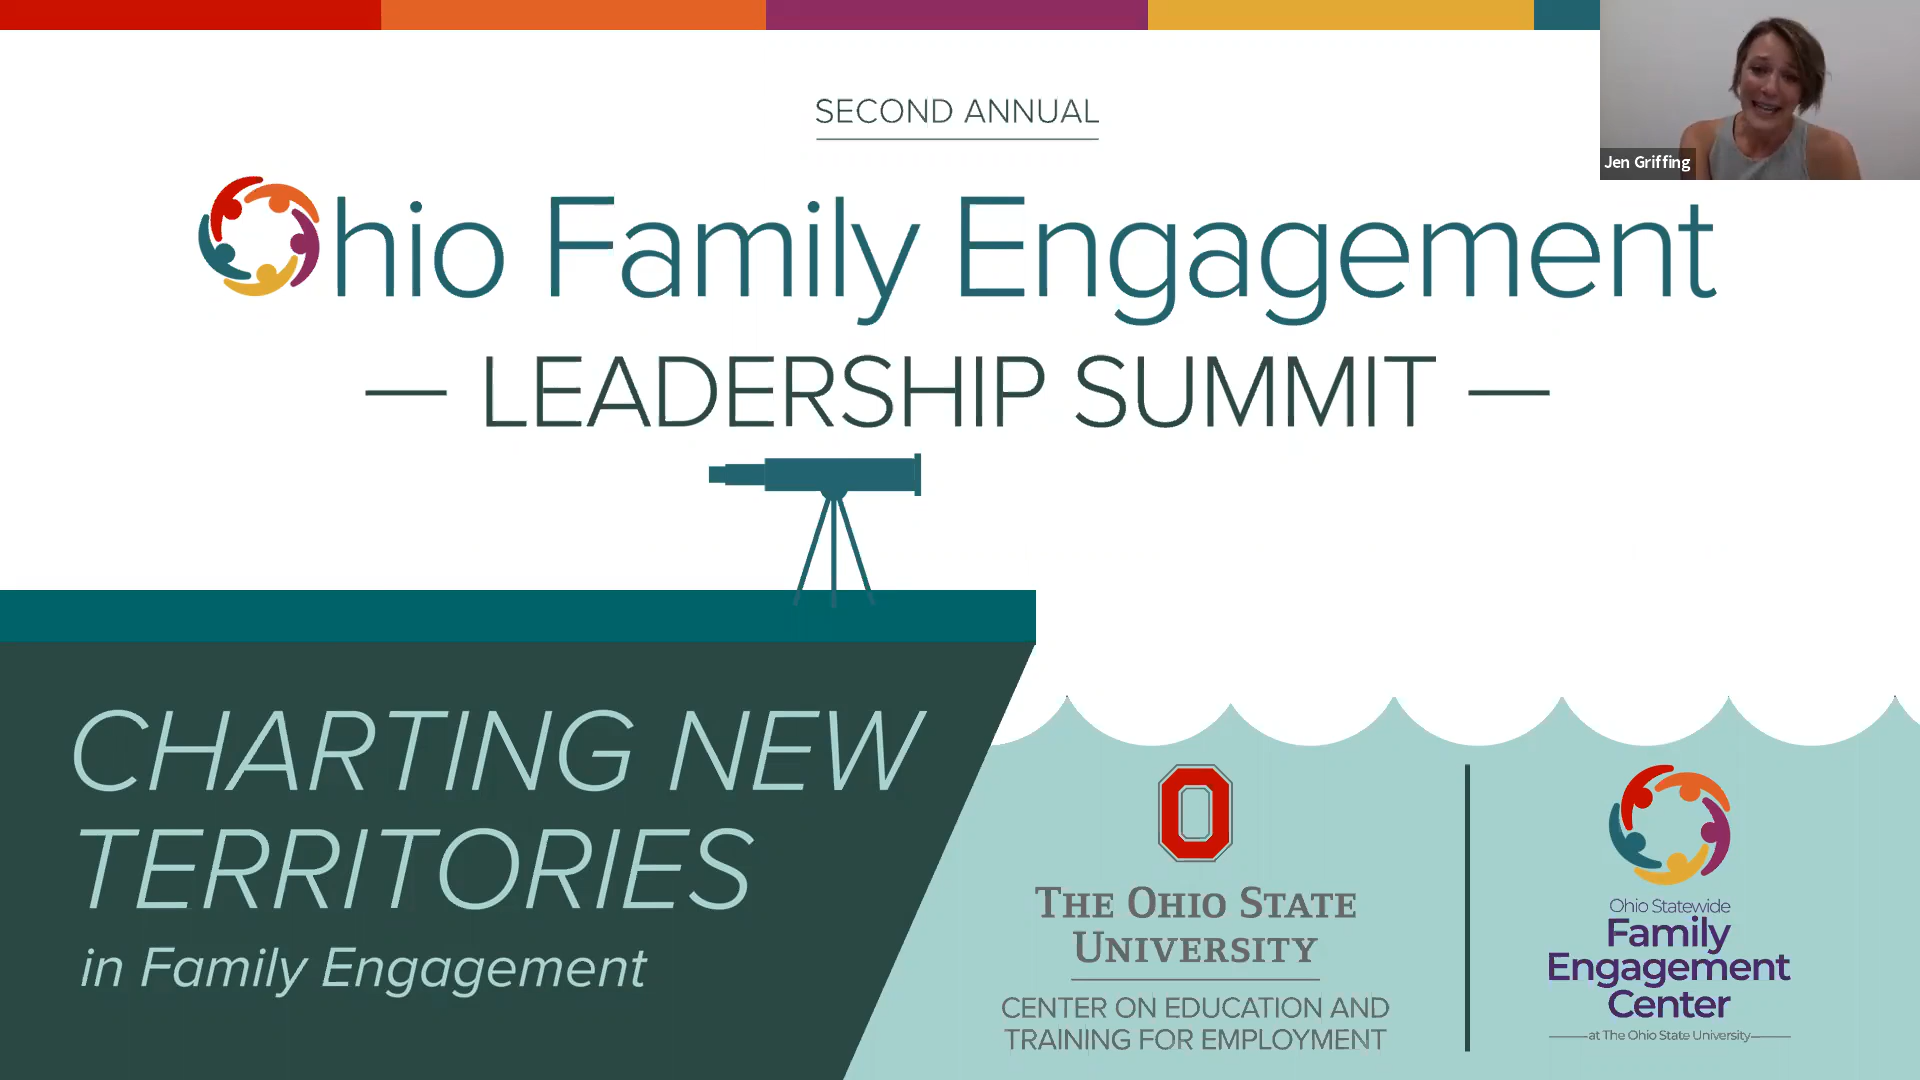 SECOND ANNUAL
Jen Griffing
Ohio Family Engagement
— LEADERSHIP SUMMIT —
CHARTING NEW
TERRITORIES
in Family Engagement
THE OHIO STATE
UNIVERSITY
CENTER ON EDUCATION AND
TRAINING FOR EMPLOYMENT
Ohio Statewide
Family
Engagement
Center
at The Ohio State University